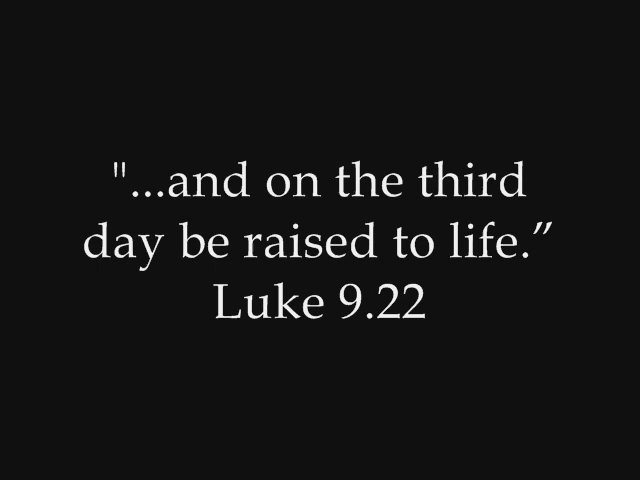 "...and on the third
day be raised to life.”
Luke 9.22